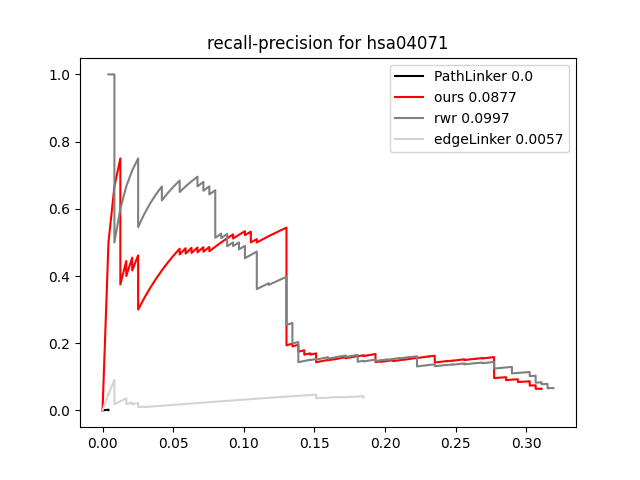 recall-precision for hsa04071
PathLinker 0.0
ours 0.0877
rwr 0.0997
edgeLinker 0.0057
1.0
0.8
0.6
0.4
0.2
0.0
0.00 0.05 0.10 0.15 0.20 0.25 0.30